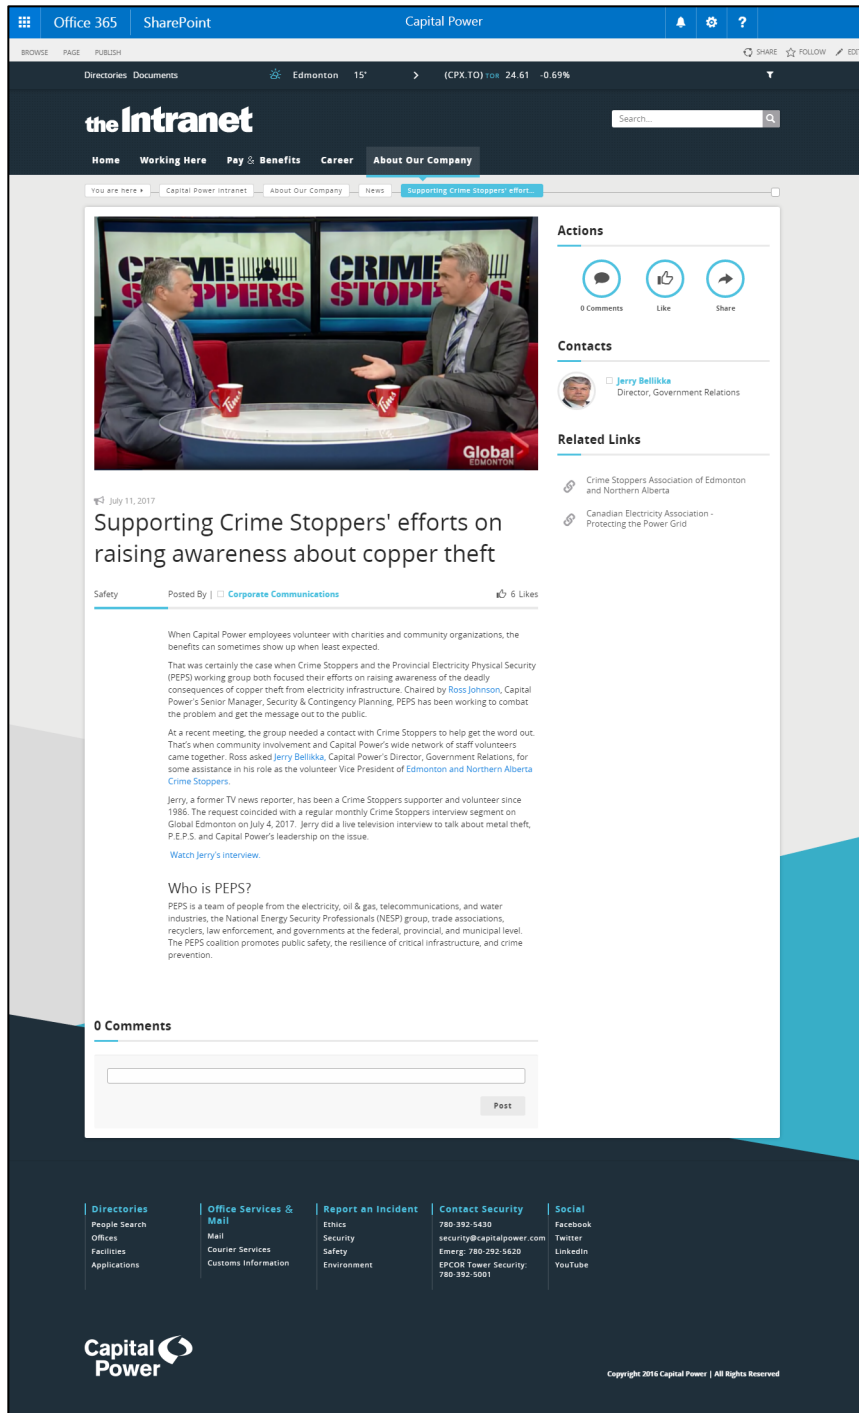 Office 365 SharePoint Capital Power ?
BROWSE PAGE PUBLISH SHARE FOLLOW EDIT
Directories Documents Edmonton 15° > (CPX.TO) TOR 24.61 -0.69%
the Intranet
Search...
Home Working Here Pay & Benefits Career About Our Company
You are here Capital Power Intranet About Our Company News Supporting Crime Stoppers' effort...
CRIME STOPPERS
CRIME STOPPERS
Tim's
Tim's
Global
EDMONTON
July 11, 2017
Supporting Crime Stoppers' efforts on
raising awareness about copper theft
Safety Posted By | Corporate Communications 6 Likes
When Capital Power employees volunteer with charities and community organizations, the
benefits can sometimes show up when least expected.
That was certainly the case when Crime Stoppers and the Provincial Electricity Physical Security
(PEPS) working group both focused their efforts on raising awareness of the deadly
consequences of copper theft from electricity infrastructure. Chaired by Ross Johnson, Capital
Power's Senior Manager, Security & Contingency Planning, PEPS has been working to combat
the problem and get the message out to the public.
At a recent meeting, the group needed a contact with Crime Stoppers to help get the word out.
That's when community involvement and Capital Power's wide network of staff volunteers
came together. Ross asked Jerry Bellikka, Capital Power's Director, Government Relations, for
some assistance in his role as the volunteer Vice President of Edmonton and Northern Alberta
Crime Stoppers.
Jerry, a former TV news reporter, has been a Crime Stoppers supporter and volunteer since
1986. The request coincided with a regular monthly Crime Stoppers interview segment on
Global Edmonton on July 4, 2017. Jerry did a live television interview to talk about metal theft,
P.E.P.S. and Capital Power's leadership on the issue.
Watch Jerry's interview.
Who is PEPS?
PEPS is a team of people from the electricity, oil & gas, telecommunications, and water
industries, the National Energy Security Professionals (NESP) group, trade associations,
recyclers, law enforcement, and governments at the federal, provincial, and municipal level.
The PEPS coalition promotes public safety, the resilience of critical infrastructure, and crime
prevention.
0 Comments
Post
Actions
0 Comments Like Share
Contacts
Jerry Bellikka
Director, Government Relations
Related Links
Crime Stoppers Association of Edmonton
and Northern Alberta
Canadian Electricity Association -
Protecting the Power Grid
Directories
People Search
Offices
Facilities
Applications
Office Services &
Mail
Mail
Courier Services
Customs Information
Report an Incident
Ethics
Security
Safety
Environment
Contact Security
780-392-5430
security@capitalpower.com
Emerg: 780-292-5620
EPCOR Tower Security:
780-392-5001
Social
Facebook
Twitter
LinkedIn
YouTube
Capital
Power
Copyright 2016 Capital Power | All Rights Reserved